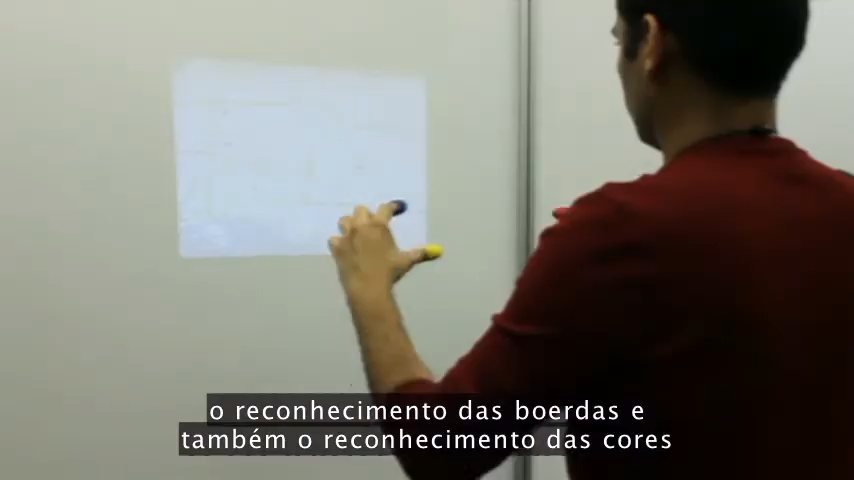 o reconhecimento das boerdas e
também o reconhecimento das cores